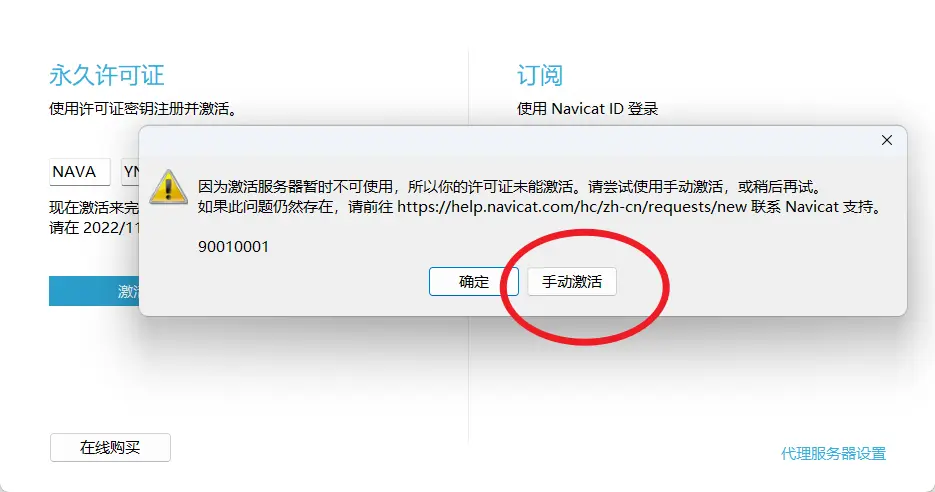 永久许可证
使用许可证密钥注册并激活。
订阅
使用 Navicat ID 登录
NAVA
因为激活服务器暂时不可使用，所以你的许可证未能激活。请尝试使用手动激活，或稍后再试。
如果此问题仍然存在，请前往 https://help.navicat.com/hc/zh-cn/requests/new 联系 Navicat 支持。
90010001
确定
手动激活
现在激活来完
请在 2022/11
激
在线购买
代理服务器设置